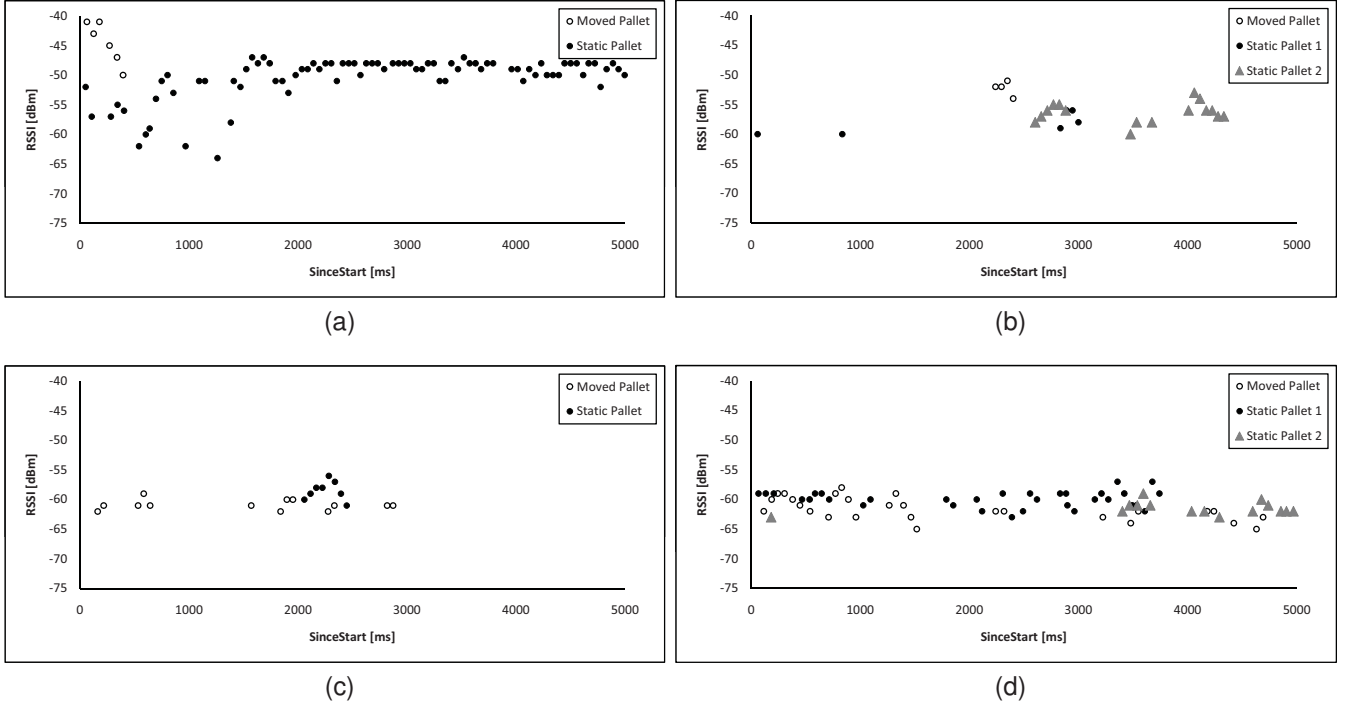 -40
-45
-50
-55
-60
-65
-70
-75
RSSI [dBm]
0 1000 2000 3000 4000 5000
SinceStart [ms]
Moved Pallet
Static Pallet
(a)
-40
-45
-50
-55
-60
-65
-70
-75
RSSI [dBm]
0 1000 2000 3000 4000 5000
SinceStart [ms]
Moved Pallet
Static Pallet 1
Static Pallet 2
(b)
-40
-45
-50
-55
-60
-65
-70
-75
RSSI [dBm]
0 1000 2000 3000 4000 5000
SinceStart [ms]
Moved Pallet
Static Pallet
(c)
-40
-45
-50
-55
-60
-65
-70
-75
RSSI [dBm]
0 1000 2000 3000 4000 5000
SinceStart [ms]
Moved Pallet
Static Pallet 1
Static Pallet 2
(d)